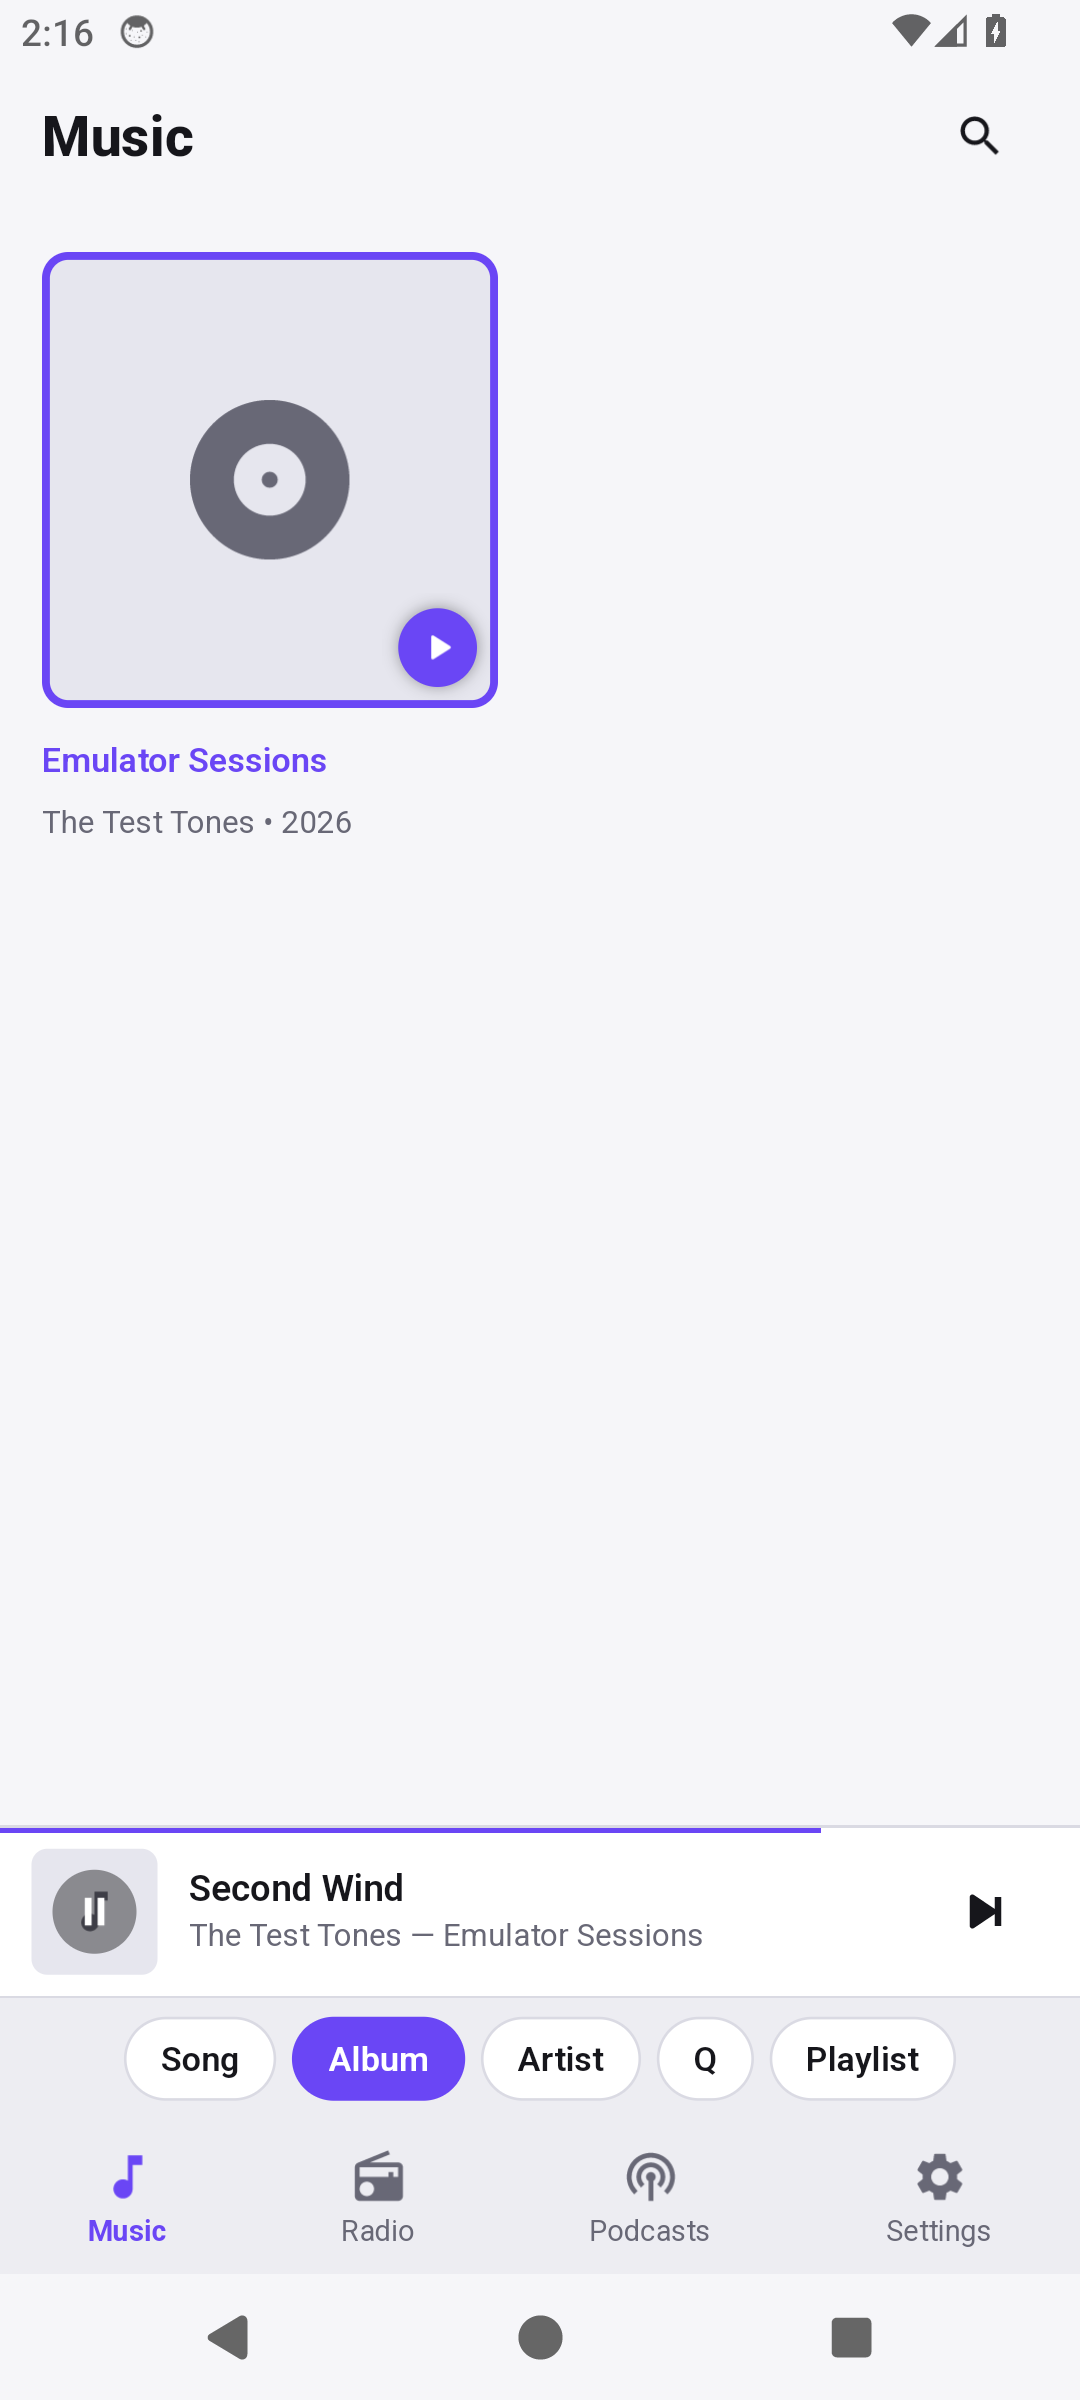 2:16
Music
Emulator Sessions
The Test Tones • 2026
Second Wind
The Test Tones — Emulator Sessions
Song Album Artist Q Playlist
Music Radio Podcasts Settings